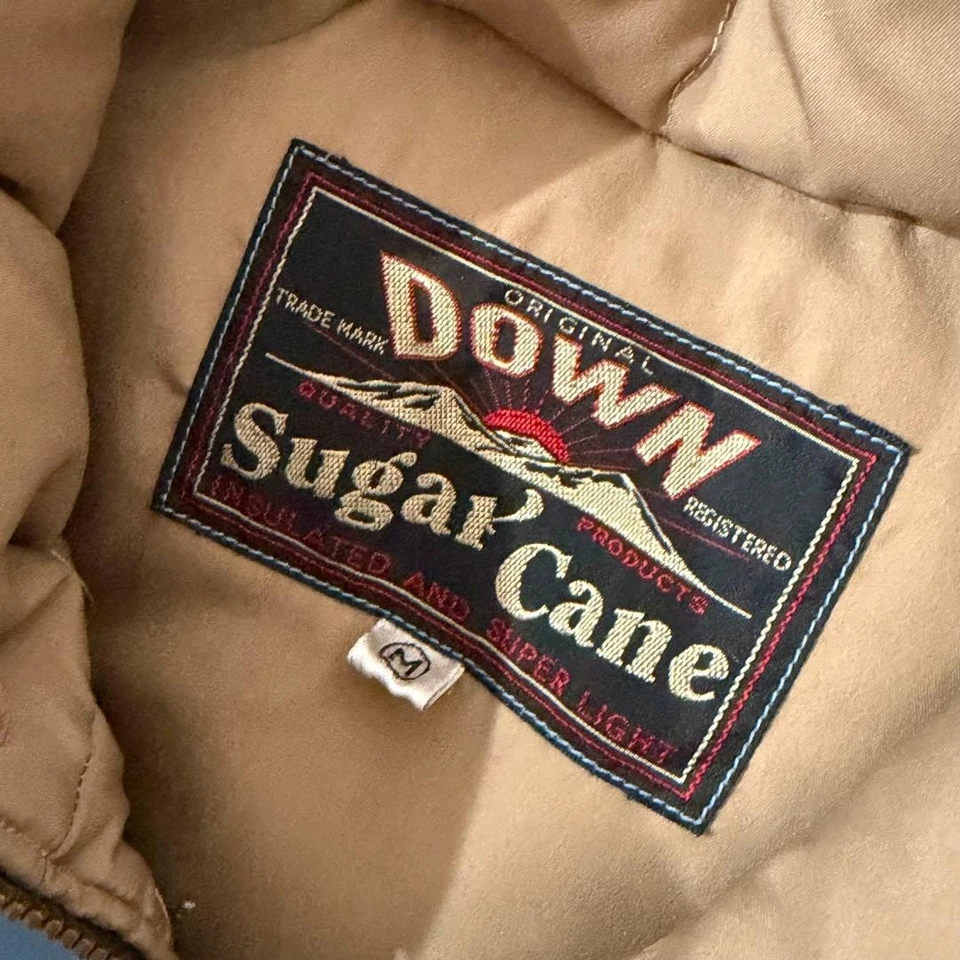 ORIGINAL
DOWN
TRADE MARK
REGISTERED
QUALITY PRODUCTS
Sugar Cane
INSULATED AND SUPER LIGHT
M